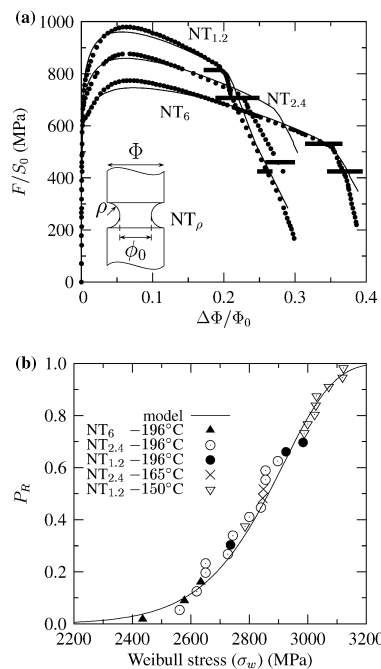 (a)
F/S₀ (MPa)
1000
800
600
400
200
0
0
0.1
0.2
0.3
0.4
ΔΦ/Φ₀
NT₁.₂
NT₂.₄
NT₆
Φ
ρ
NTρ
ϕ₀
(b)
P_R
1.0
0.8
0.6
0.4
0.2
0.0
model
NT₆ −196°C
NT₂.₄ −196°C
NT₁.₂ −196°C
NT₂.₄ −165°C
NT₁.₂ −150°C
2200
2400
2600
2800
3000
3200
Weibull stress (σ_w) (MPa)